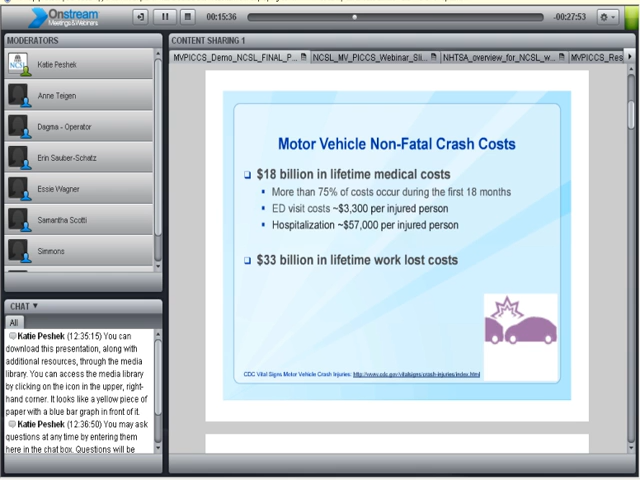 Onstream
Meetings & Webinars
00:15:36
-00:27:53
MODERATORS
NCSL
Katie Peshek
Anne Teigen
Dagma - Operator
Erin Sauber-Schatz
Essie Wagner
Samantha Scotti
Simmons
CHAT
All
Katie Peshek (12:35:15) You can
download this presentation, along with
additional resources, through the media
library. You can access the media library
by clicking on the icon in the upper, right-
hand corner. It looks like a yellow piece of
paper with a blue bar graph in front of it.
Katie Peshek (12:36:50) You may ask
questions at any time by entering them
here in the chat box. Questions will be
CONTENT SHARING 1
MVPICCS_Demo_NCSL_FINAL_P...
NCSL_MV_PICCS_Webinar_Sli...
NHTSA_overview_for_NCSL_w...
MVPICCS_Res
Motor Vehicle Non-Fatal Crash Costs
$18 billion in lifetime medical costs
More than 75% of costs occur during the first 18 months
ED visit costs ~$3,300 per injured person
Hospitalization ~$57,000 per injured person
$33 billion in lifetime work lost costs
CDC Vital Signs Motor Vehicle Crash Injuries: http://www.cdc.gov/vitalsigns/crash-injuries/index.html